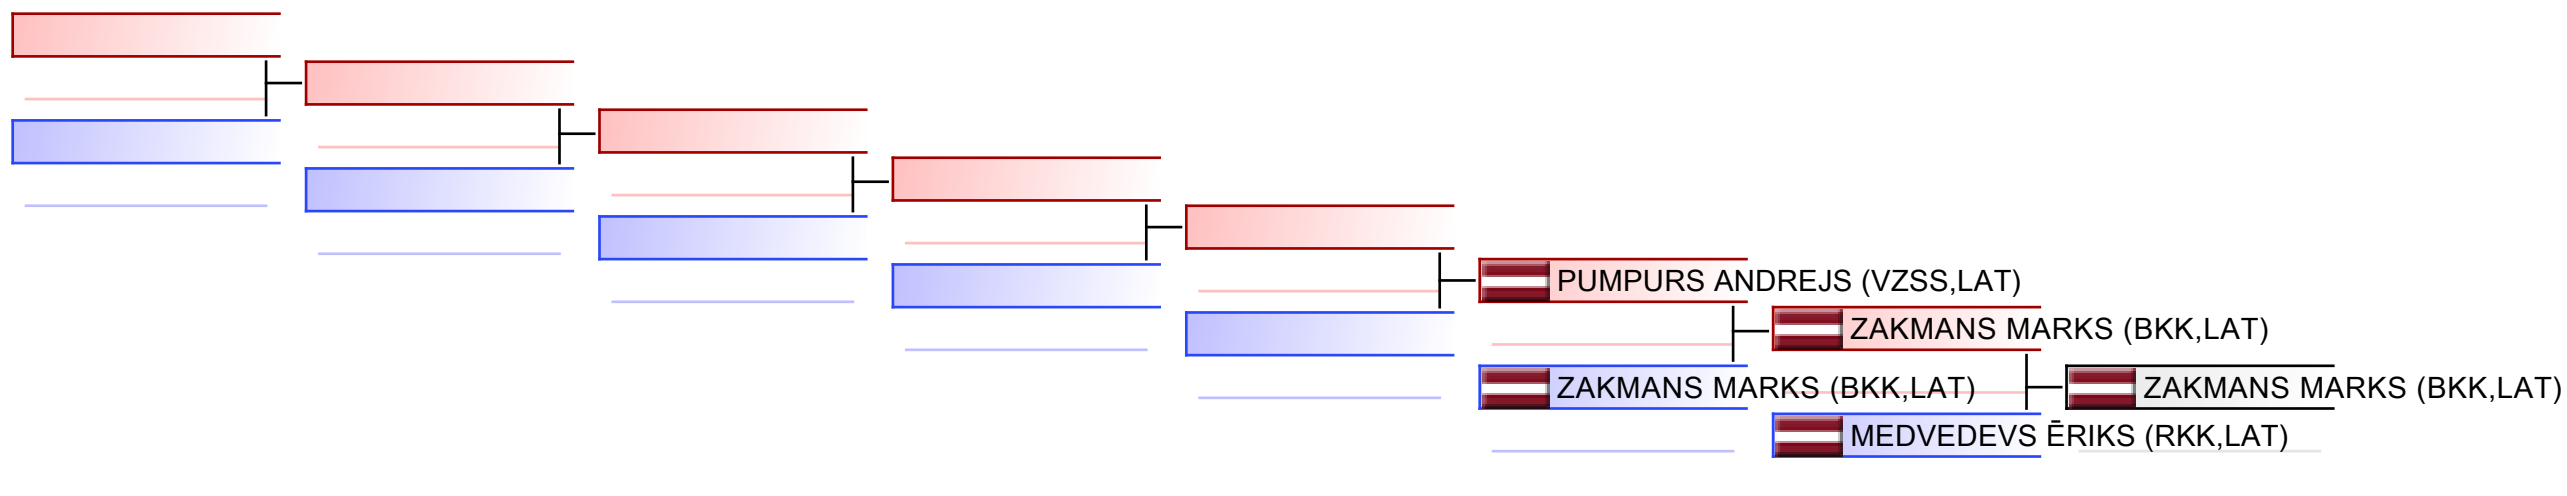 PUMPURS ANDREJS (VZSS,LAT)
ZAKMANS MARKS (BKK,LAT)
ZAKMANS MARKS (BKK,LAT)
ZAKMANS MARKS (BKK,LAT)
MEDVEDEVS ĒRIKS (RKK,LAT)